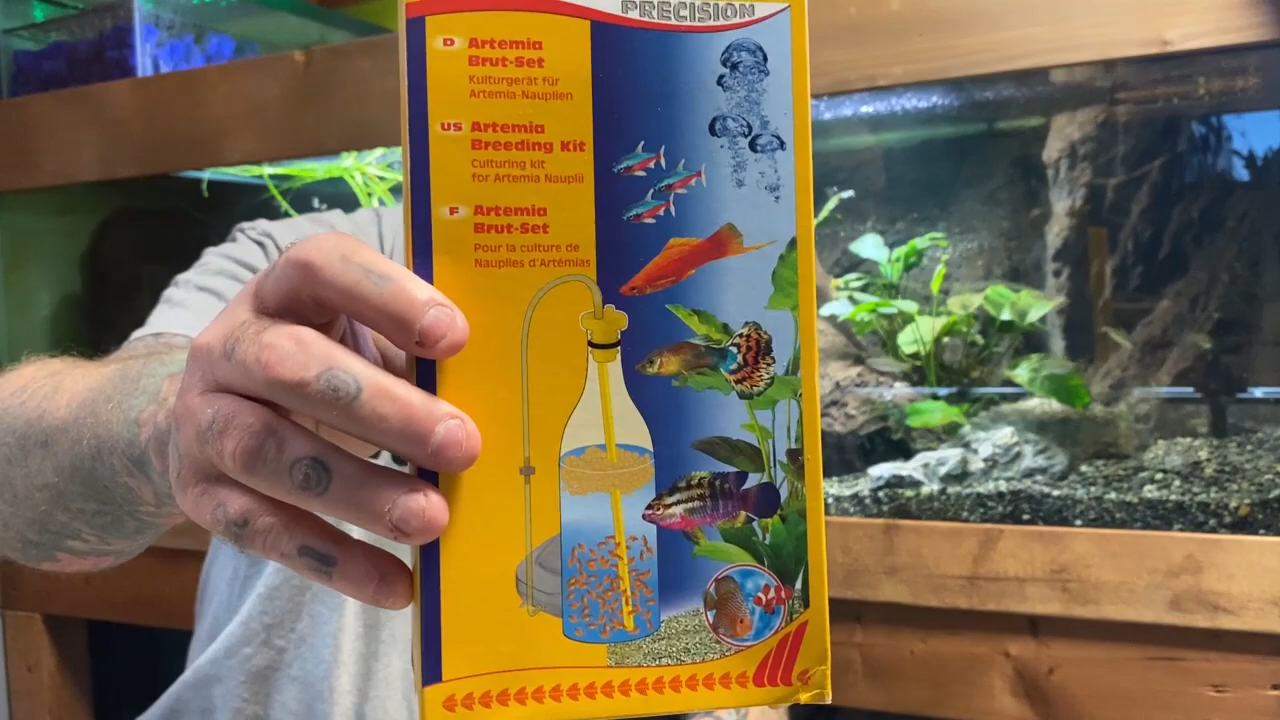 PRECISION
D Artemia
Brut-Set
Kulturgerät für
Artemia-Nauplien
US Artemia
Breeding Kit
Culturing kit
for Artemia Nauplii
F Artemia
Brut-Set
Pour la culture de
Nauplies d'Artémias